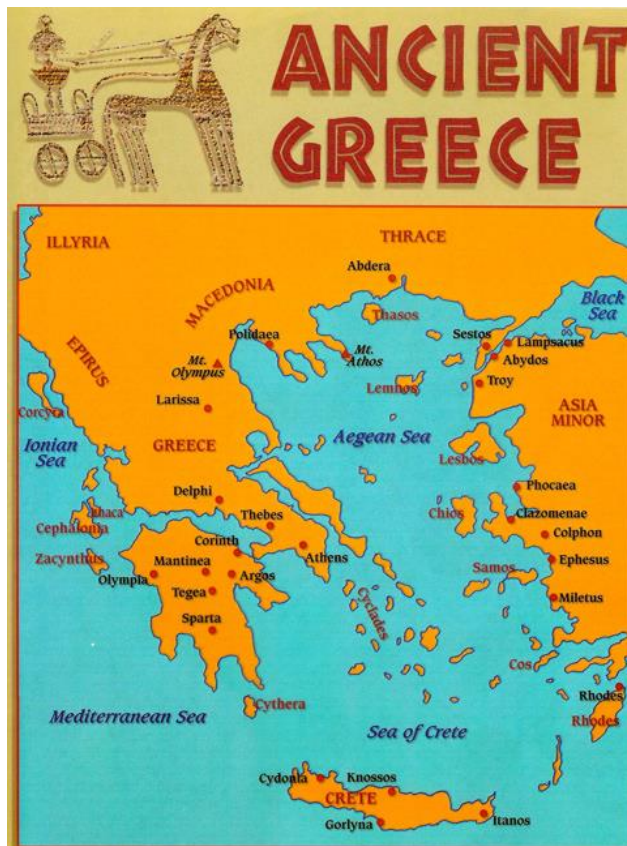 ANCIENT
GREECE
ILLYRIA
THRACE
Abdera
MACEDONIA
Black
Sea
Thasos
Polidaea
Sestos
Lampsacus
EPIRUS
Mt.
Olympus
Mt.
Athos
Abydos
Lemnos
Troy
Larissa
Corcyra
ASIA
MINOR
Ionian
Sea
GREECE
Aegean Sea
Lesbos
Delphi
Phocaea
Ithaca
Thebes
Chios
Clazomenae
Cephalonia
Colphon
Corinth
Zacynthus
Mantinea
Athens
Ephesus
Olympia
Argos
Samos
Tegea
Cyclades
Miletus
Sparta
Cos
Rhodes
Cythera
Mediterranean Sea
Rhodes
Sea of Crete
Cydonia
Knossos
CRETE
Gorlyna
Itanos